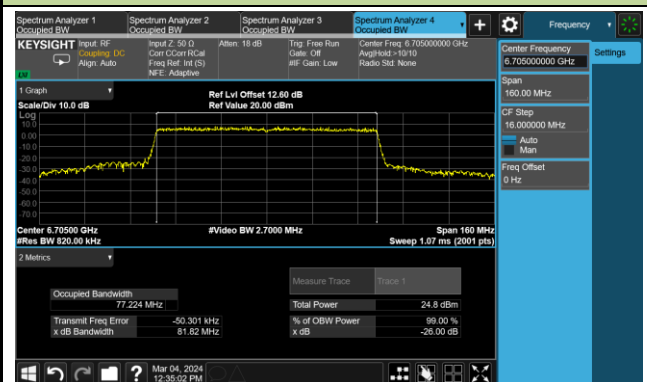 Spectrum Analyzer 1 Spectrum Analyzer 2 Spectrum Analyzer 3 Spectrum Analyzer 4 + Frequency
Occupied BW Occupied BW Occupied BW Occupied BW
KEYSIGHT Input: RF Input Z: 50 Ω Atten: 18 dB Trig: Free Run Center Freq: 6.705000000 GHz
Coupling: DC Corr CCorr RCal Gate: Off Avg|Hold:>10/10
Align: Auto Freq Ref: Int (S) #IF Gain: Low Radio Std: None
NFE: Adaptive
Center Frequency
6.705000000 GHz
Settings
Span
160.00 MHz
CF Step
16.000000 MHz
Auto
Man
Freq Offset
0 Hz
1 Graph
Ref Lvl Offset 12.60 dB
Scale/Div 10.0 dB Ref Value 20.00 dBm
Log
10.0
0.00
-10.0
-20.0
-30.0
-40.0
-50.0
-60.0
-70.0
Center 6.70500 GHz #Video BW 2.7000 MHz Span 160 MHz
#Res BW 820.00 kHz Sweep 1.07 ms (2001 pts)
2 Metrics
Measure Trace Trace 1
Occupied Bandwidth
77.224 MHz Total Power 24.8 dBm
Transmit Freq Error -50.301 kHz % of OBW Power 99.00 %
x dB Bandwidth 81.82 MHz x dB -26.00 dB
? Mar 04, 2024
12:35:02 PM